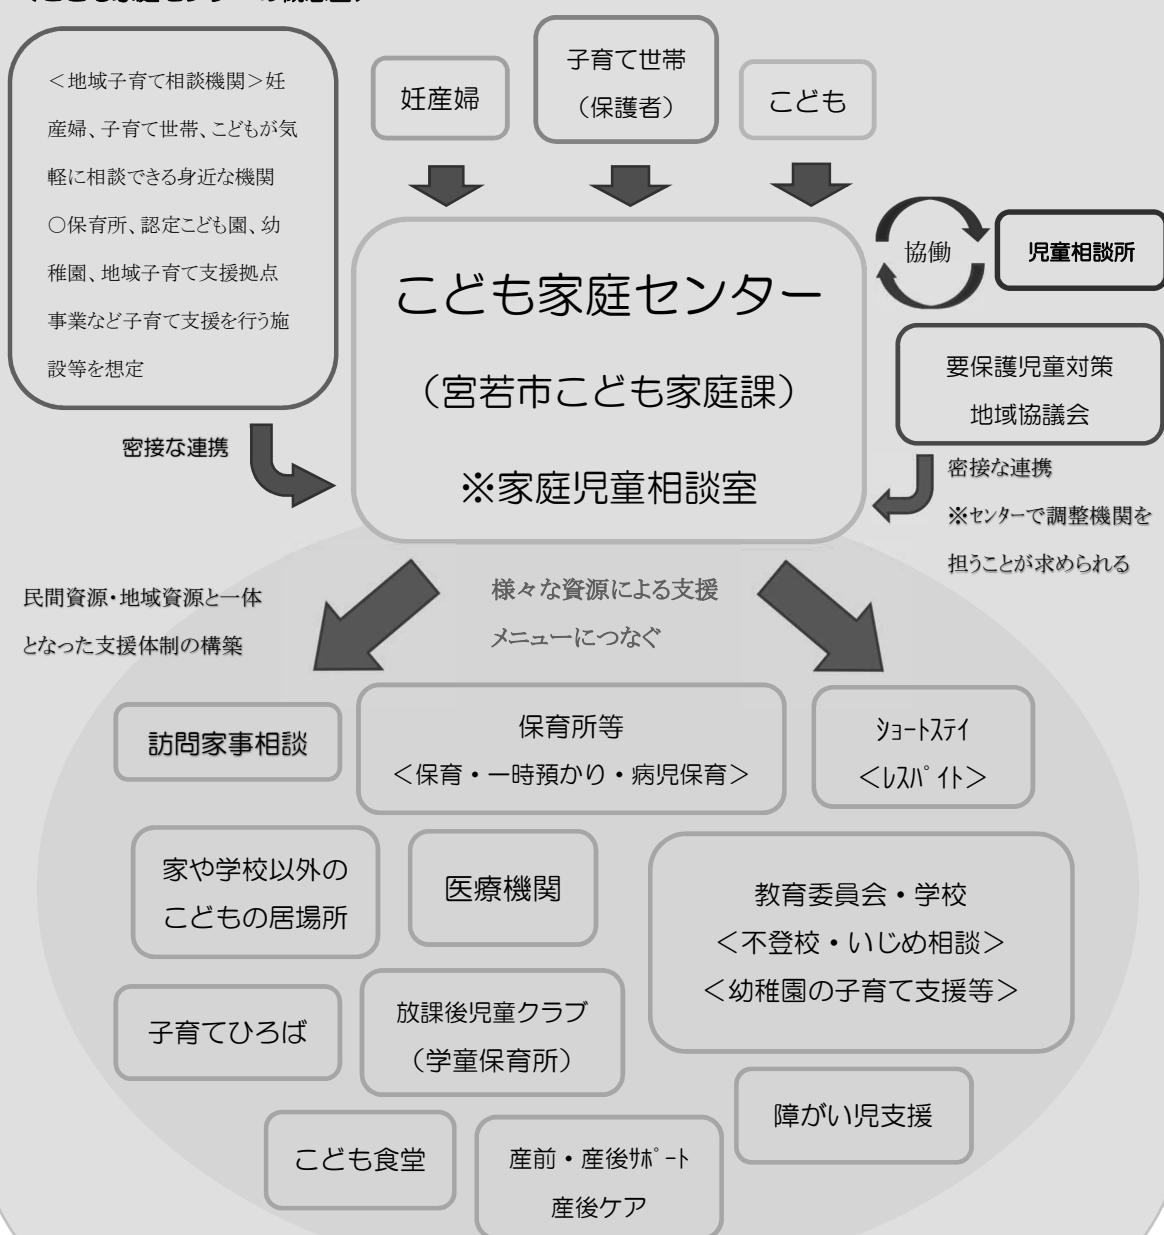 ＜地域子育て相談機関＞妊
産婦、子育て世帯、こどもが気
軽に相談できる身近な機関
〇保育所、認定こども園、幼
稚園、地域子育て支援拠点
事業など子育て支援を行う施
設等を想定
妊産婦
子育て世帯
（保護者）
こども
協働
児童相談所
こども家庭センター
（宮若市こども家庭課）
※家庭児童相談室
要保護児童対策
地域協議会
密接な連携
密接な連携
※ｾﾝﾀｰで調整機関を
担うことが求められる
民間資源・地域資源と一体
となった支援体制の構築
様々な資源による支援
メニューにつなぐ
訪問家事相談
保育所等
＜保育・一時預かり・病児保育＞
ｼｮｰﾄｽﾃｲ
＜ﾚｽﾊﾟｲﾄ＞
家や学校以外の
こどもの居場所
医療機関
教育委員会・学校
＜不登校・いじめ相談＞
＜幼稚園の子育て支援等＞
子育てひろば
放課後児童クラブ
（学童保育所）
障がい児支援
こども食堂
産前・産後ｻﾎﾟｰﾄ
産後ケア